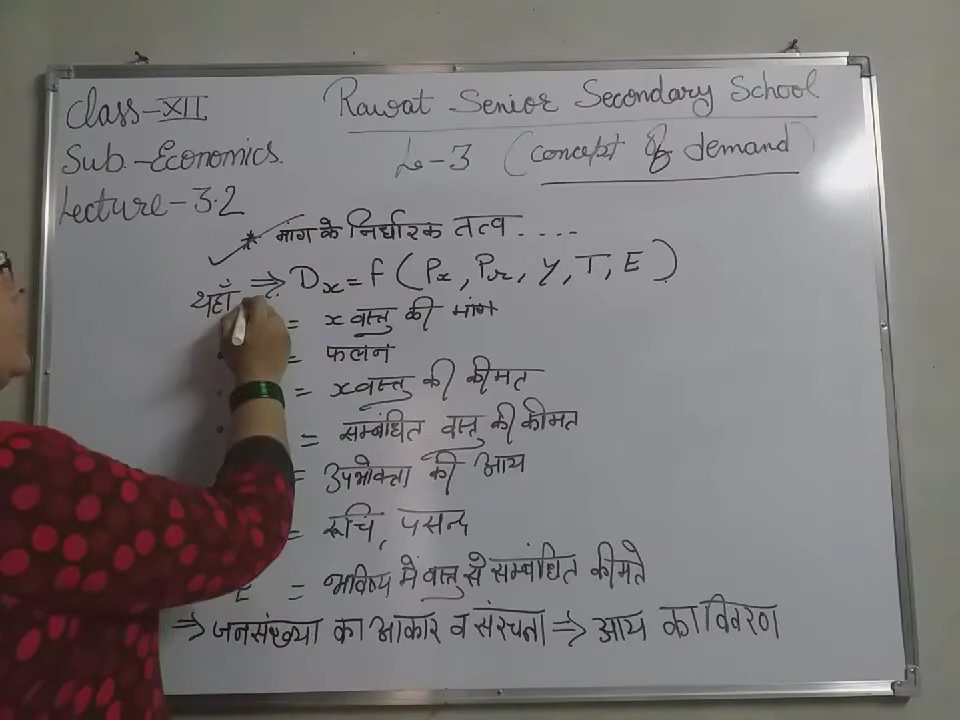 Class-XII
Rawat Senior Secondary School
Sub.-Economics.
L-3 (concept of demand)
Lecture-3.2
* मांग के निर्धारक तत्व....
⇒ Dx = f (Px, Pr, Y, T, E)
यहाँ
= x वस्तु की मांग
= फलन
= x वस्तु की कीमत
= सम्बंधित वस्तु की कीमत
= उपभोक्ता की आय
= रूचि, पसन्द
E = भविष्य में वास्तु से सम्बंधित कीमते
⇒ जनसंख्या का आकार व संरचना ⇒ आय का विवरण